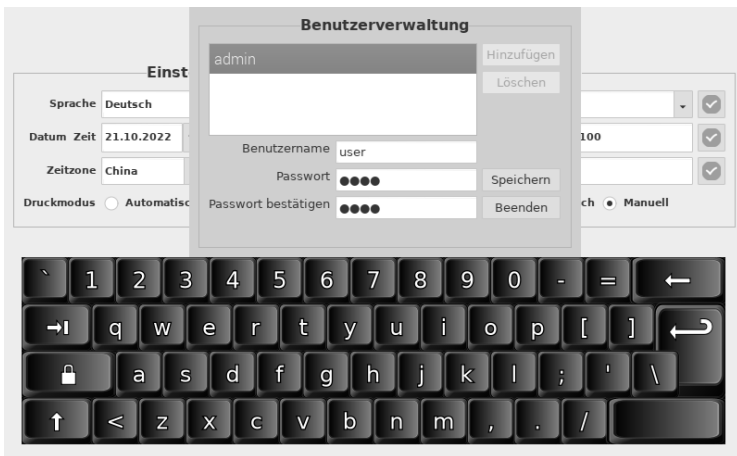 Benutzerverwaltung
admin
Hinzufügen
Löschen
Einst
Sprache Deutsch
Datum Zeit 21.10.2022
100
Zeitzone China
Druckmodus Automatisc
ch Manuell
Benutzername user
Passwort ●●●● Speichern
Passwort bestätigen ●●●● Beenden
` 1 2 3 4 5 6 7 8 9 0 - =
q w e r t y u i o p [ ]
a s d f g h j k l ; ' \
< z x c v b n m , . /